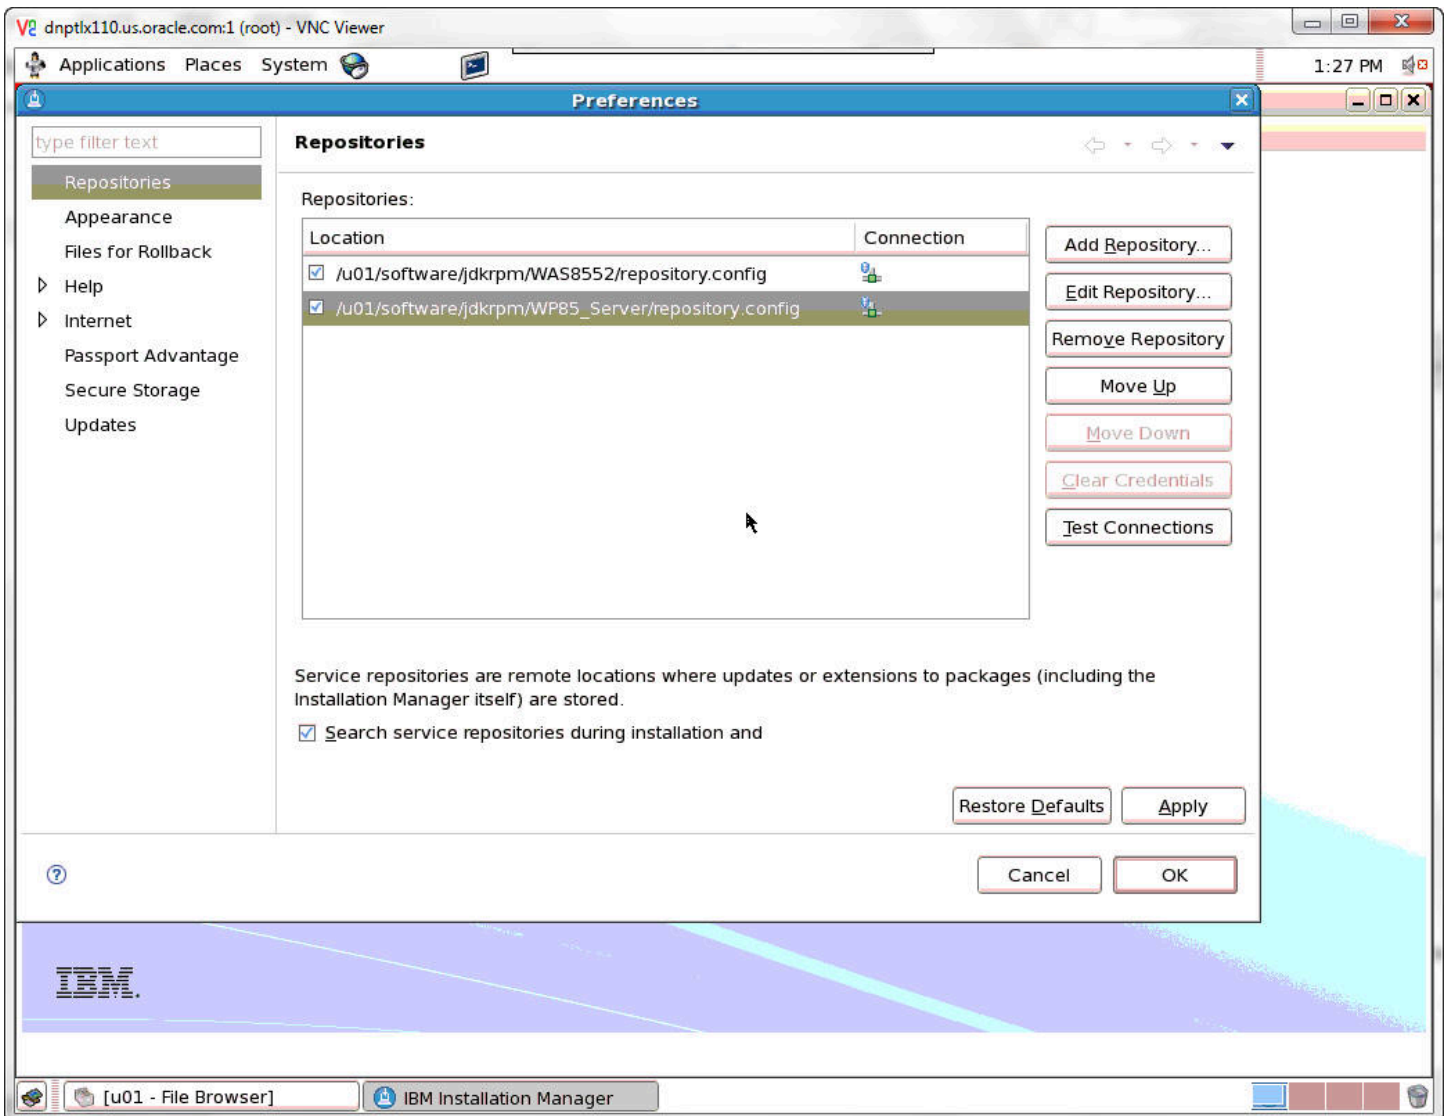 dnptlx110.us.oracle.com:1 (root) - VNC Viewer
Applications Places System 1:27 PM
Preferences
type filter text
Repositories
Appearance
Files for Rollback
Help
Internet
Passport Advantage
Secure Storage
Updates
Repositories
Repositories:
Location Connection
/u01/software/jdkrpm/WAS8552/repository.config
/u01/software/jdkrpm/WP85_Server/repository.config
Add Repository...
Edit Repository...
Remove Repository
Move Up
Move Down
Clear Credentials
Test Connections
Service repositories are remote locations where updates or extensions to packages (including the
Installation Manager itself) are stored.
Search service repositories during installation and
Restore Defaults Apply
Cancel OK
IBM.
[u01 - File Browser] IBM Installation Manager